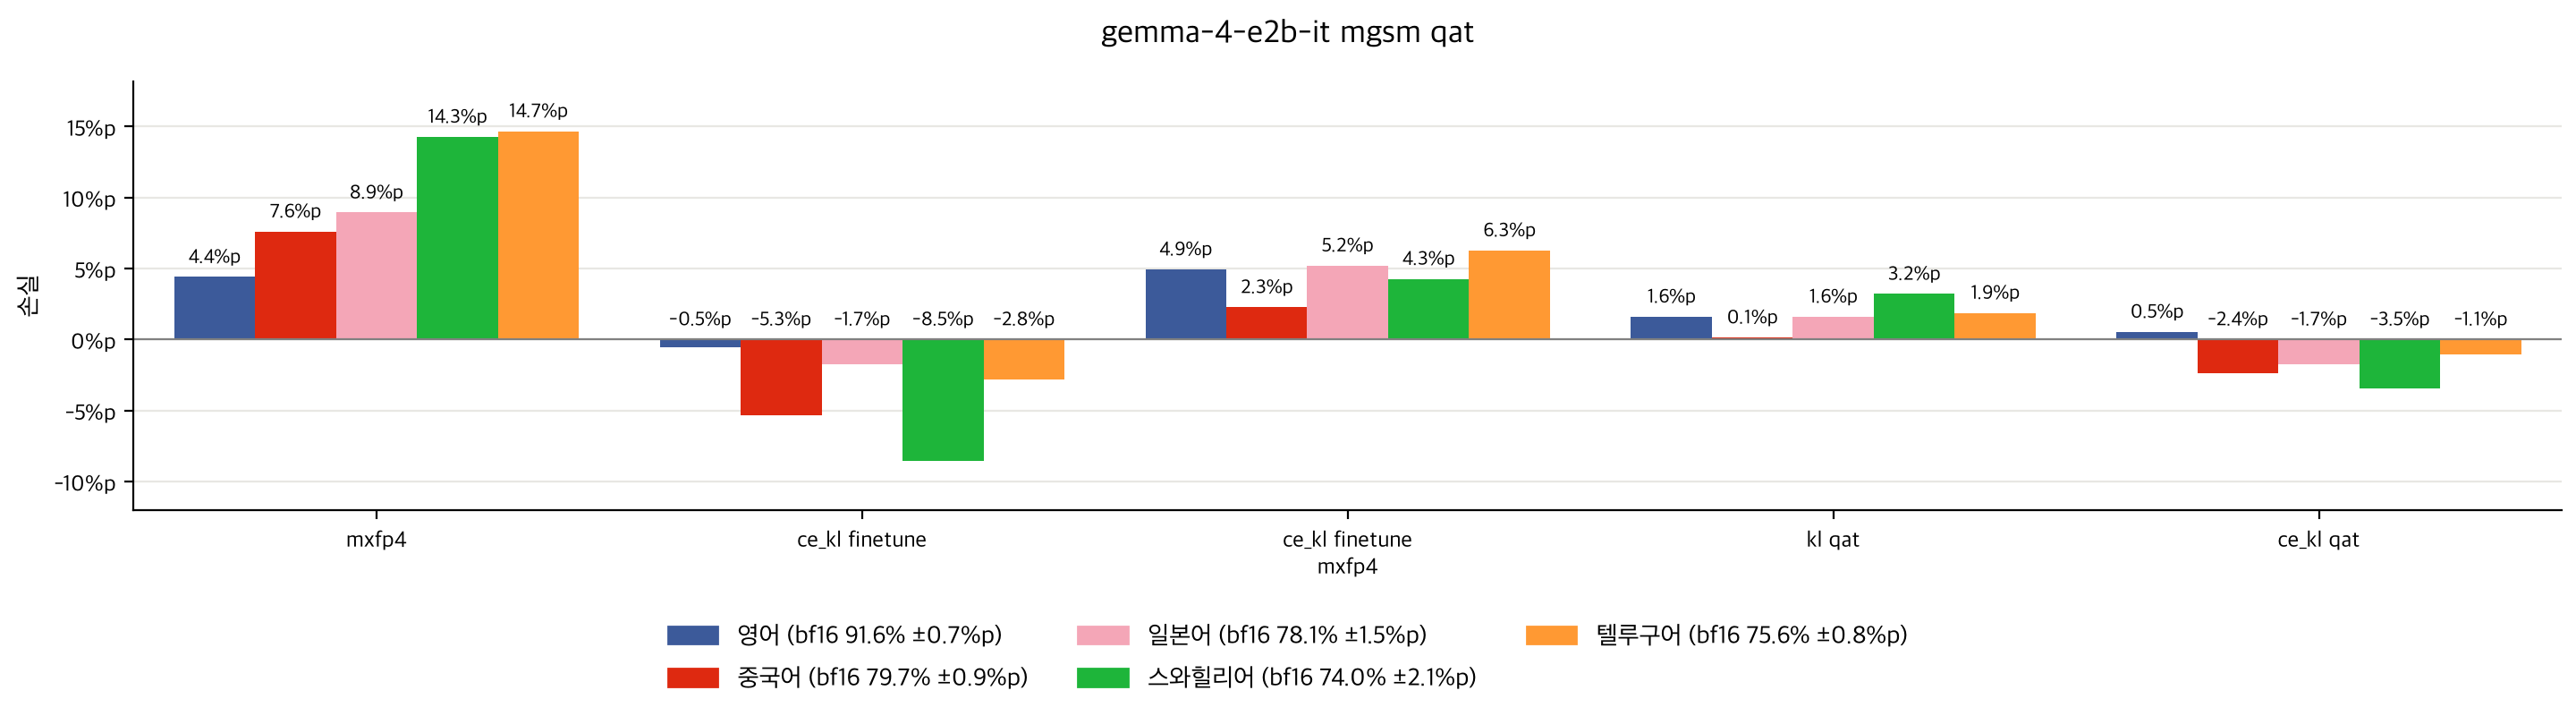 gemma-4-e2b-it mgsm qat
손실
15%p
10%p
5%p
0%p
-5%p
-10%p
4.4%p 7.6%p 8.9%p 14.3%p 14.7%p
-0.5%p -5.3%p -1.7%p -8.5%p -2.8%p
4.9%p 2.3%p 5.2%p 4.3%p 6.3%p
1.6%p 0.1%p 1.6%p 3.2%p 1.9%p
0.5%p -2.4%p -1.7%p -3.5%p -1.1%p
mxfp4
ce_kl finetune
ce_kl finetune
mxfp4
kl qat
ce_kl qat
영어 (bf16 91.6% ±0.7%p)
중국어 (bf16 79.7% ±0.9%p)
일본어 (bf16 78.1% ±1.5%p)
스와힐리어 (bf16 74.0% ±2.1%p)
텔루구어 (bf16 75.6% ±0.8%p)